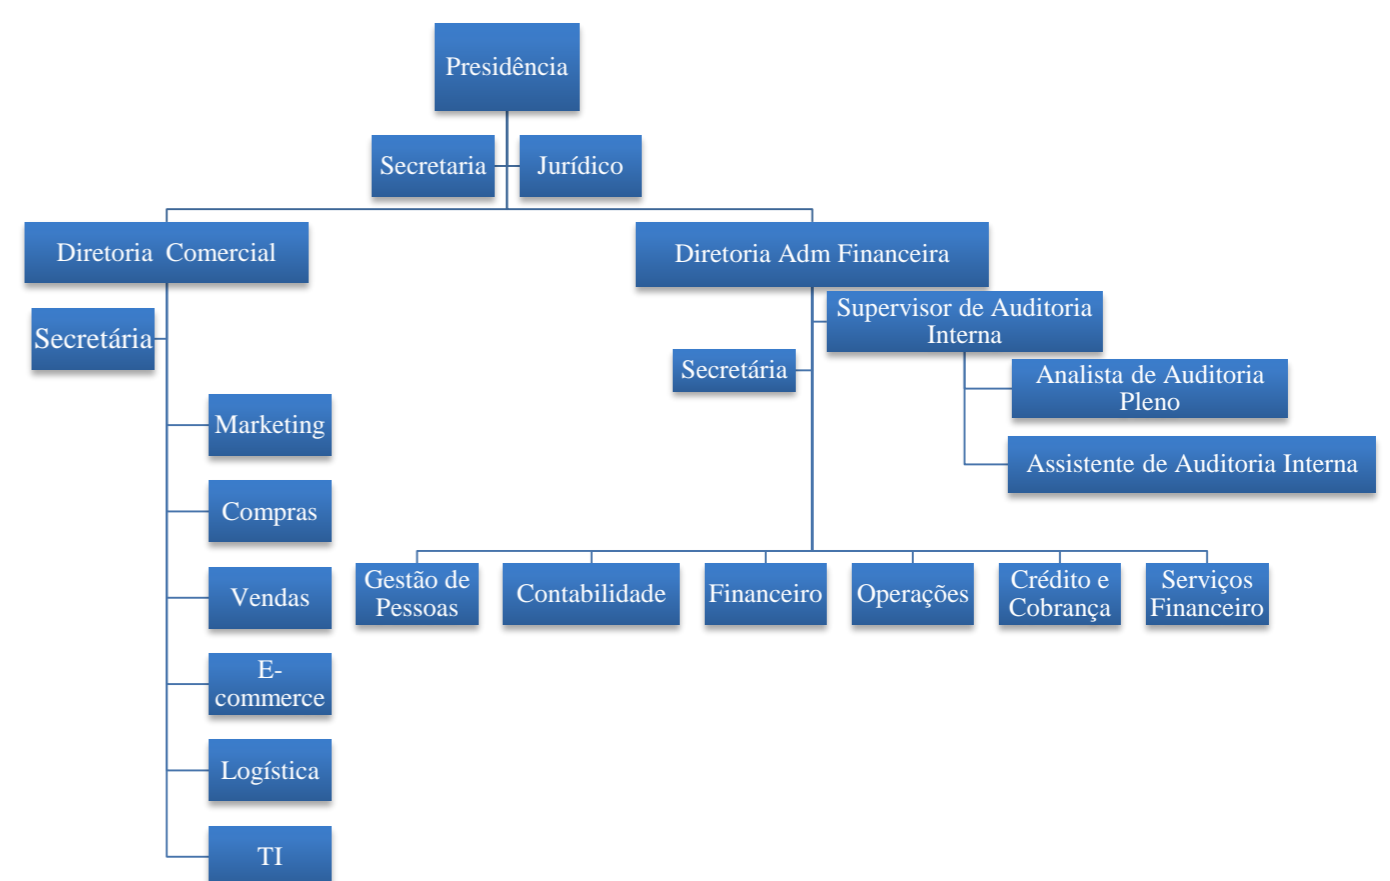 Presidência
Secretaria
Jurídico
Diretoria Comercial
Diretoria Adm Financeira
Secretária
Supervisor de Auditoria
Interna
Secretária
Analista de Auditoria
Pleno
Assistente de Auditoria Interna
Marketing
Compras
Vendas
E-
commerce
Logística
TI
Gestão de
Pessoas
Contabilidade
Financeiro
Operações
Crédito e
Cobrança
Serviços
Financeiro